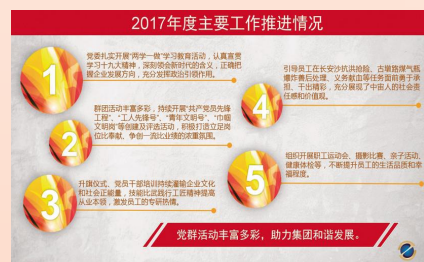 2017年度主要工作推进情况
1
党委扎实开展“两学一做”学习教育活动，认真宣贯
学习十九大精神，深刻领会新时代的含义，正确把
握企业发展方向，充分发挥政治引领作用。
2
群团活动丰富多彩，持续开展“共产党员先锋
工程”、“工人先锋号”、“青年文明号”、“巾帼
文明岗”等创建及评选活动，积极打造立足岗
位比奉献、争创一流比业绩的浓重氛围。
3
升旗仪式、党员干部培训持续灌输企业文化
和社会正能量，技能比武践行工匠精神提高
从业本领，激发员工的专研热情。
4
引导员工在长安沙抗洪抢险、古墩路煤气瓶
爆炸善后处理、义务献血等任务面前勇于承
担、干出精彩，充分展现了中宙人的社会责
任感和价值观。
5
组织开展职工运动会、摄影比赛、亲子活动、
健康体检等，不断提升员工的生活品质和幸
福程度。
党群活动丰富多彩，助力集团和谐发展。